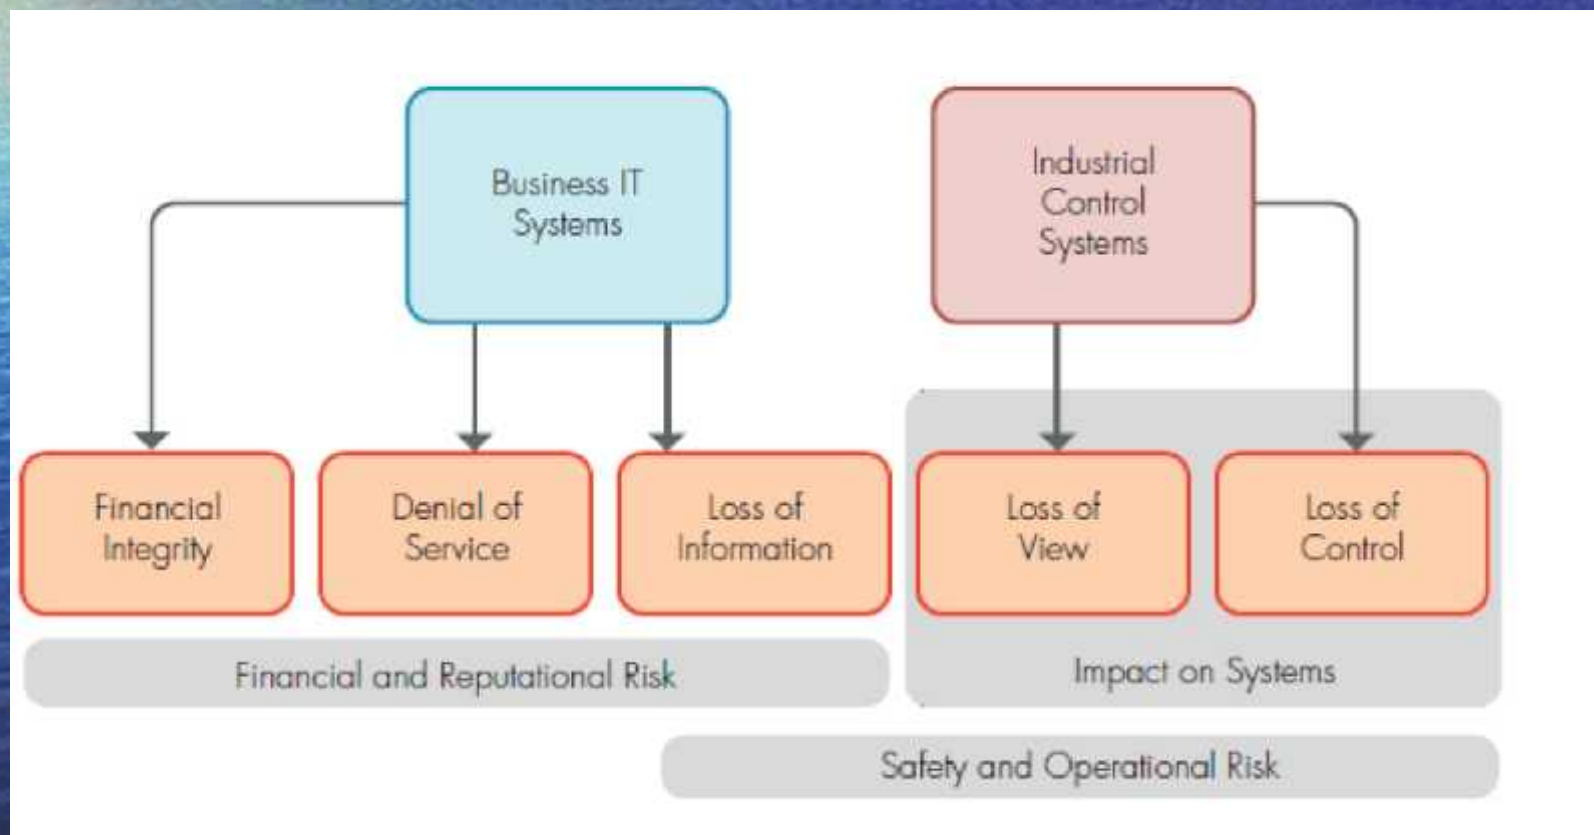 Business IT
Systems
Industrial
Control
Systems
Financial
Integrity
Denial of
Service
Loss of
Information
Loss of
View
Loss of
Control
Financial and Reputational Risk
Impact on Systems
Safety and Operational Risk